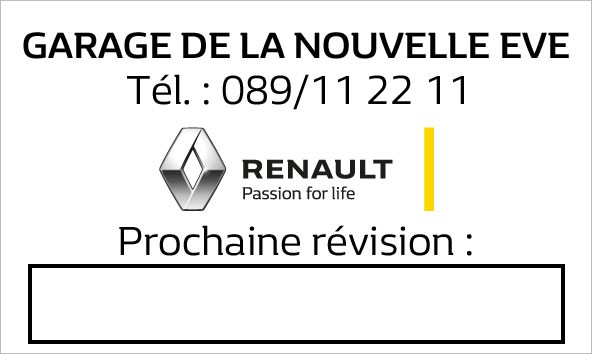 GARAGE DE LA NOUVELLE EVE
Tél. : 089/11 22 11
RENAULT
Passion for life
Prochaine révision :